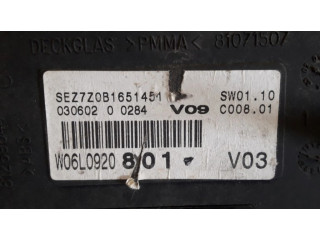 DECKGLAS >PMMA< 81071507
SEZ7Z0B1651451 SW01.10
030602 0 0284 V09 C008.01
W06L0920 801 V03